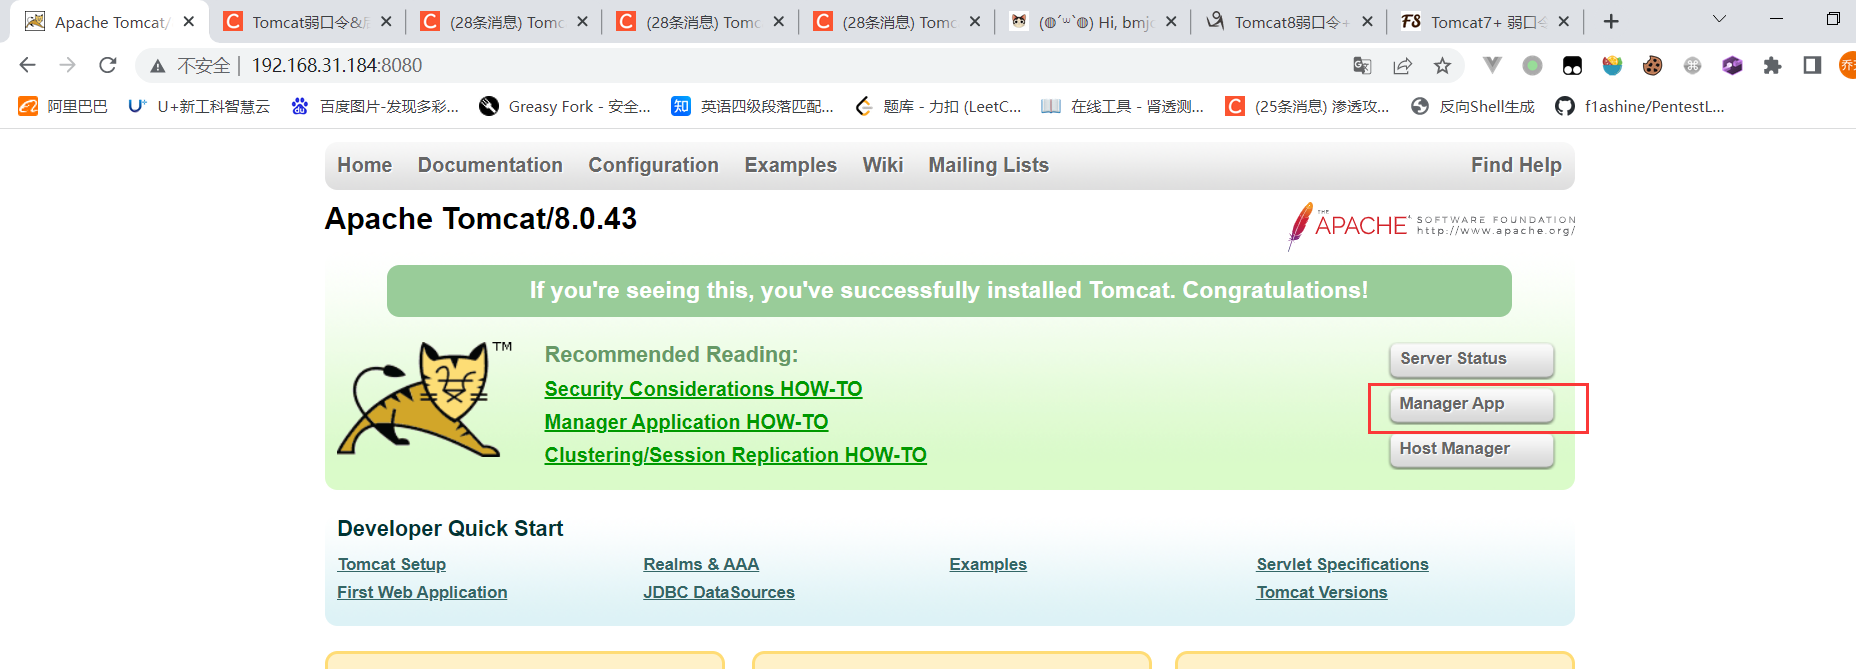 Apache Tomcat/
Tomcat弱口令&
(28条消息) Tomc
(28条消息) Tomc
(28条消息) Tomc
Hi, bmjc
Tomcat8弱口令+
Tomcat7+ 弱口令
不安全 | 192.168.31.184:8080
阿里巴巴
U+新工科智慧云
百度图片-发现多彩...
Greasy Fork - 安全...
知 英语四级段落匹配...
题库 - 力扣 (LeetC...
在线工具 - 肾透测...
(25条消息) 渗透攻...
反向Shell生成
f1ashine/PentestL...
Home Documentation Configuration Examples Wiki Mailing Lists Find Help
Apache Tomcat/8.0.43
THE APACHE SOFTWARE FOUNDATION
http://www.apache.org/
If you're seeing this, you've successfully installed Tomcat. Congratulations!
TM
Recommended Reading:
Security Considerations HOW-TO
Manager Application HOW-TO
Clustering/Session Replication HOW-TO
Server Status
Manager App
Host Manager
Developer Quick Start
Tomcat Setup
First Web Application
Realms & AAA
JDBC DataSources
Examples
Servlet Specifications
Tomcat Versions